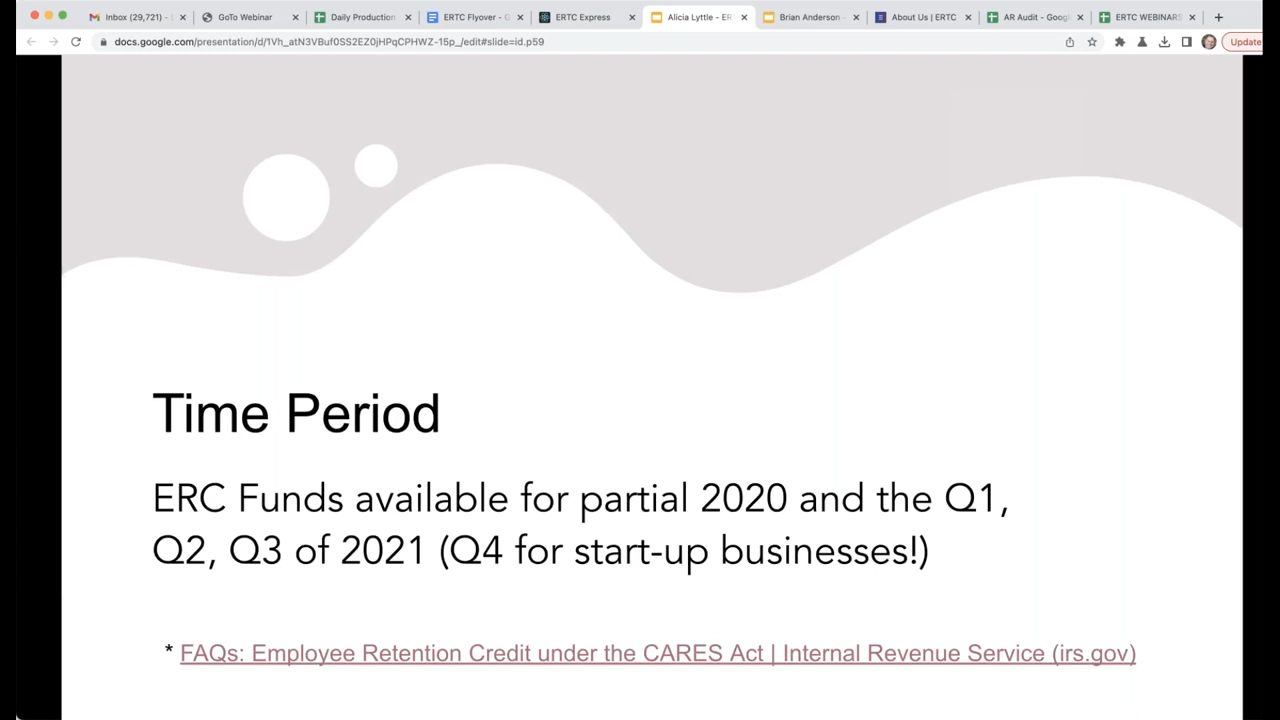 Inbox (29,721) -
GoTo Webinar
Daily Production
ERTC Flyover - G
ERTC Express
Alicia Lyttle - ER
Brian Anderson -
About Us | ERTC
AR Audit - Googl
ERTC WEBINARS
docs.google.com/presentation/d/1Vh_atN3VBuf0SS2EZ0jHPqCPHWZ-15p_/edit#slide=id.p59
Update
Time Period
ERC Funds available for partial 2020 and the Q1,
Q2, Q3 of 2021 (Q4 for start-up businesses!)
* FAQs: Employee Retention Credit under the CARES Act | Internal Revenue Service (irs.gov)